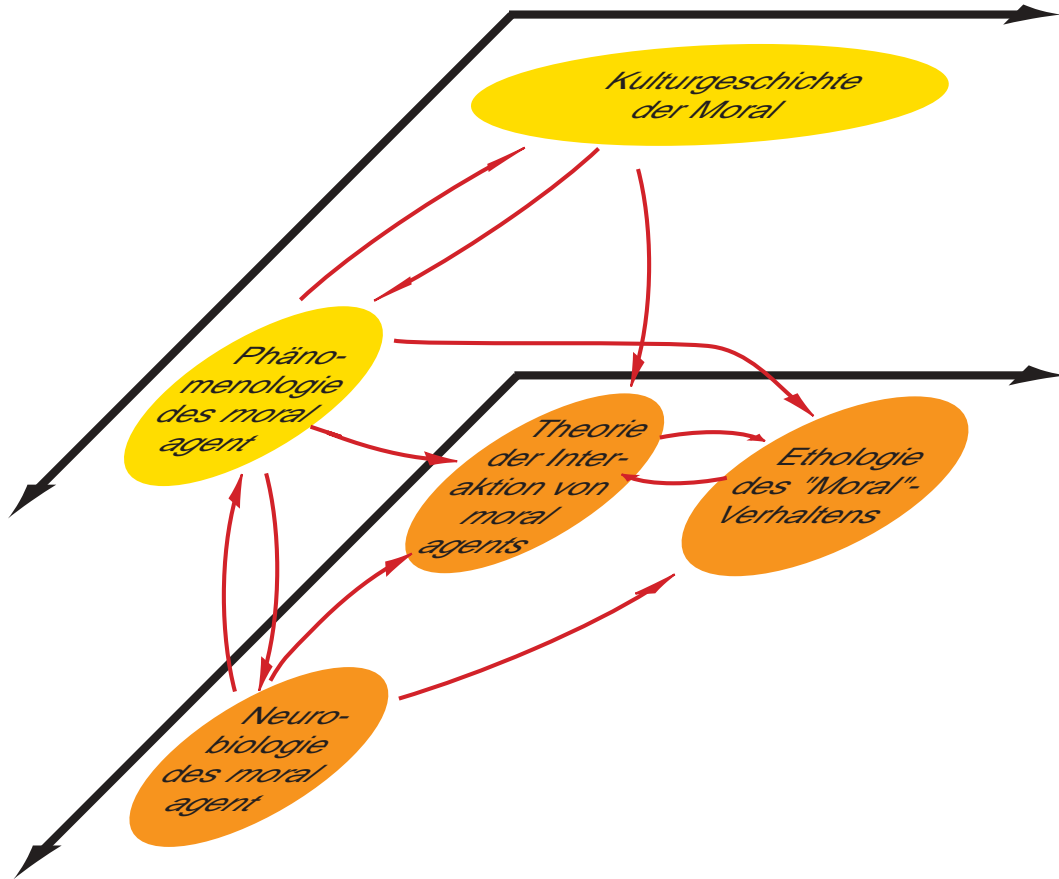 Kulturgeschichte
der Moral
Phäno-
menologie
des moral
agent
Theorie
der Inter-
aktion von
moral
agents
Ethologie
des "Moral"-
Verhaltens
Neuro-
biologie
des moral
agent